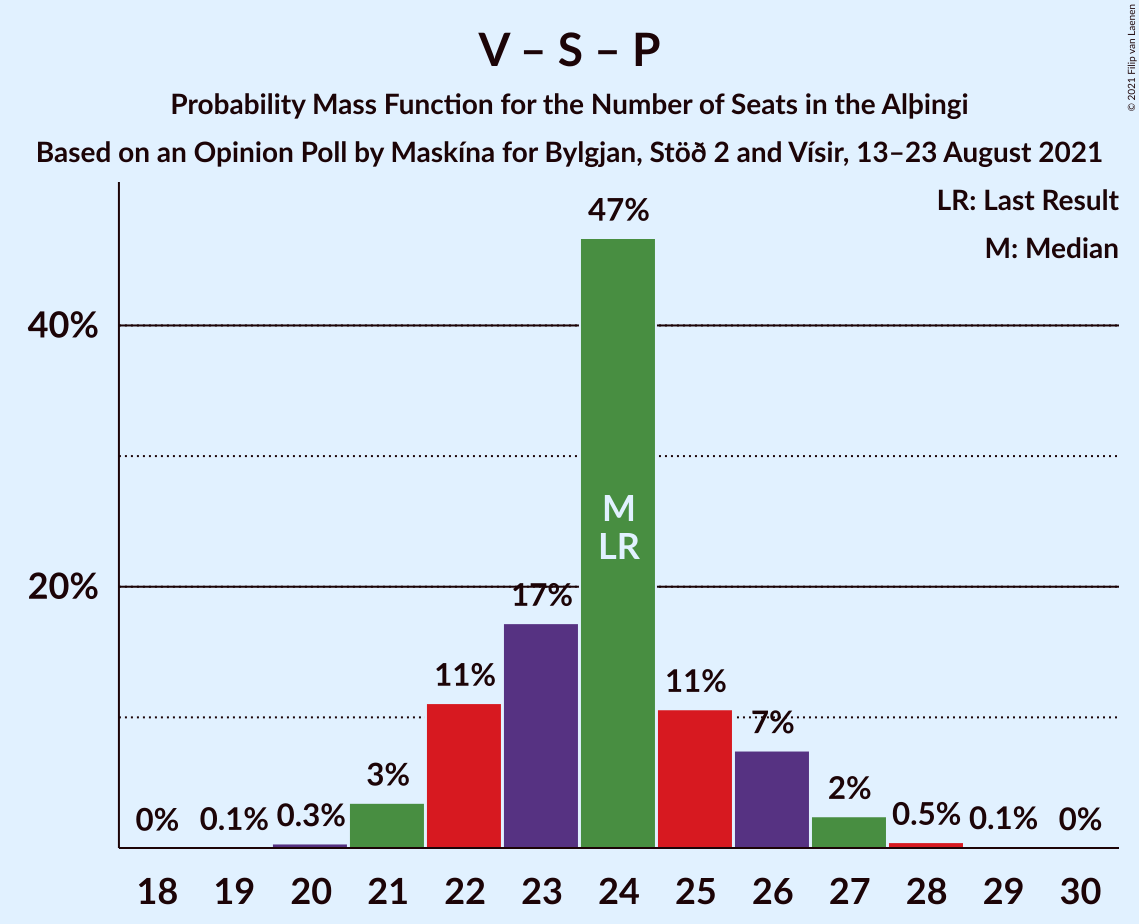 V – S – P
Probability Mass Function for the Number of Seats in the Alþingi
Based on an Opinion Poll by Maskína for Bylgjan, Stöð 2 and Vísir, 13–23 August 2021
© 2021 Filip van Laenen
LR: Last Result
M: Median
47%
40%
M
LR
20%
17%
11%
11%
7%
3%
2%
0%
0.1%
0.3%
0.5%
0.1%
0%
18 19 20 21 22 23 24 25 26 27 28 29 30